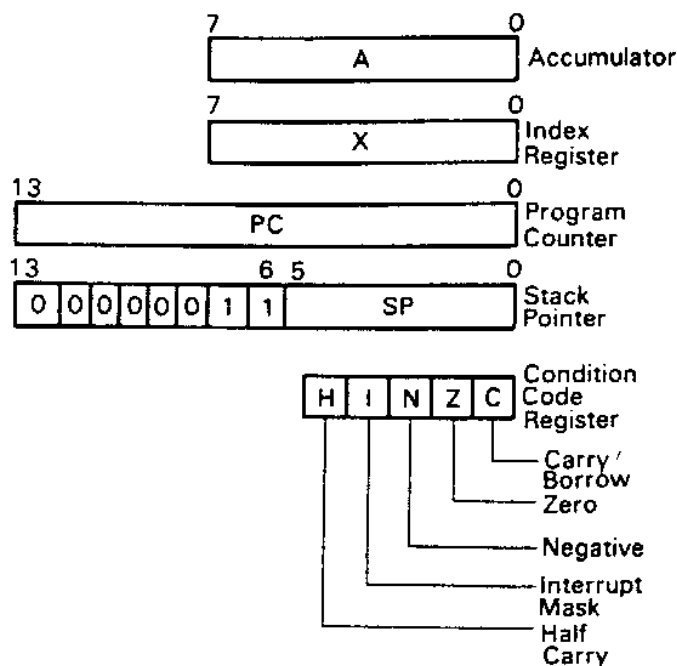 7 0
A Accumulator
7 0
X Index
Register
13 0
PC Program
Counter
13 6 5 0
0 0 0 0 0 0 1 1 SP Stack
Pointer
H I N Z C Condition
Code
Register
Carry/
Borrow
Zero
Negative
Interrupt
Mask
Half
Carry